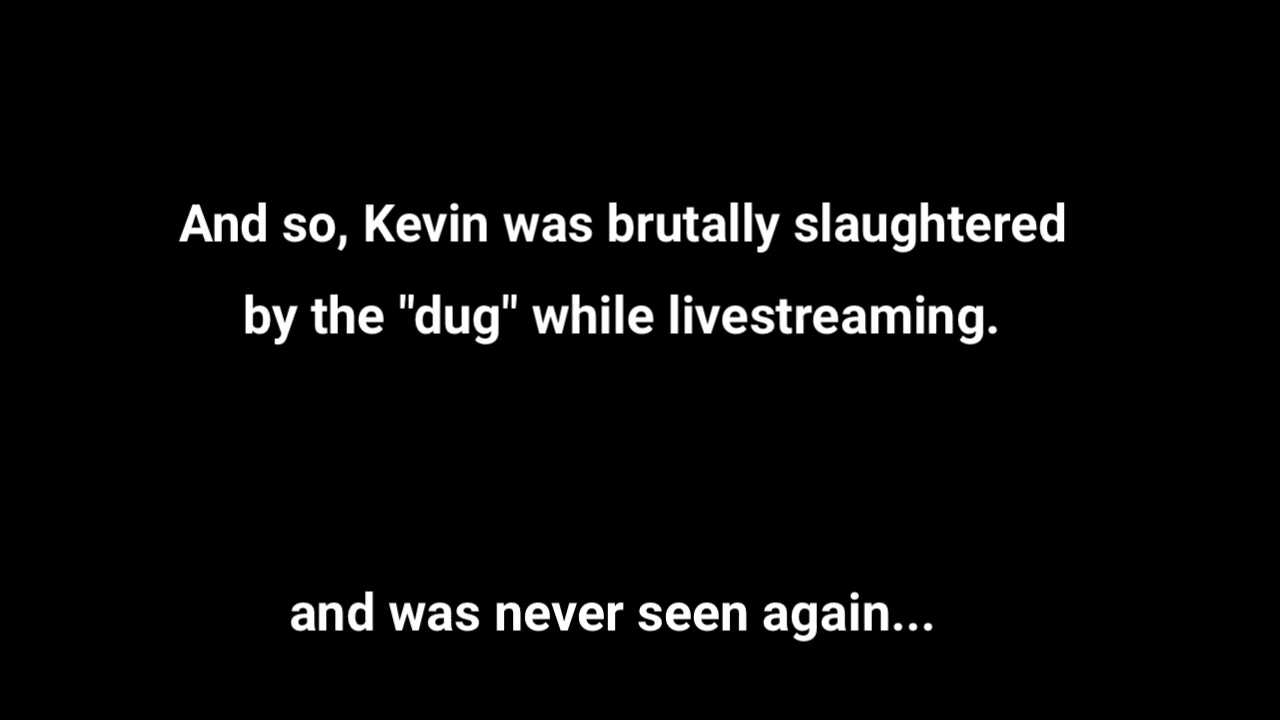 And so, Kevin was brutally slaughtered
by the "dug" while livestreaming.
and was never seen again...